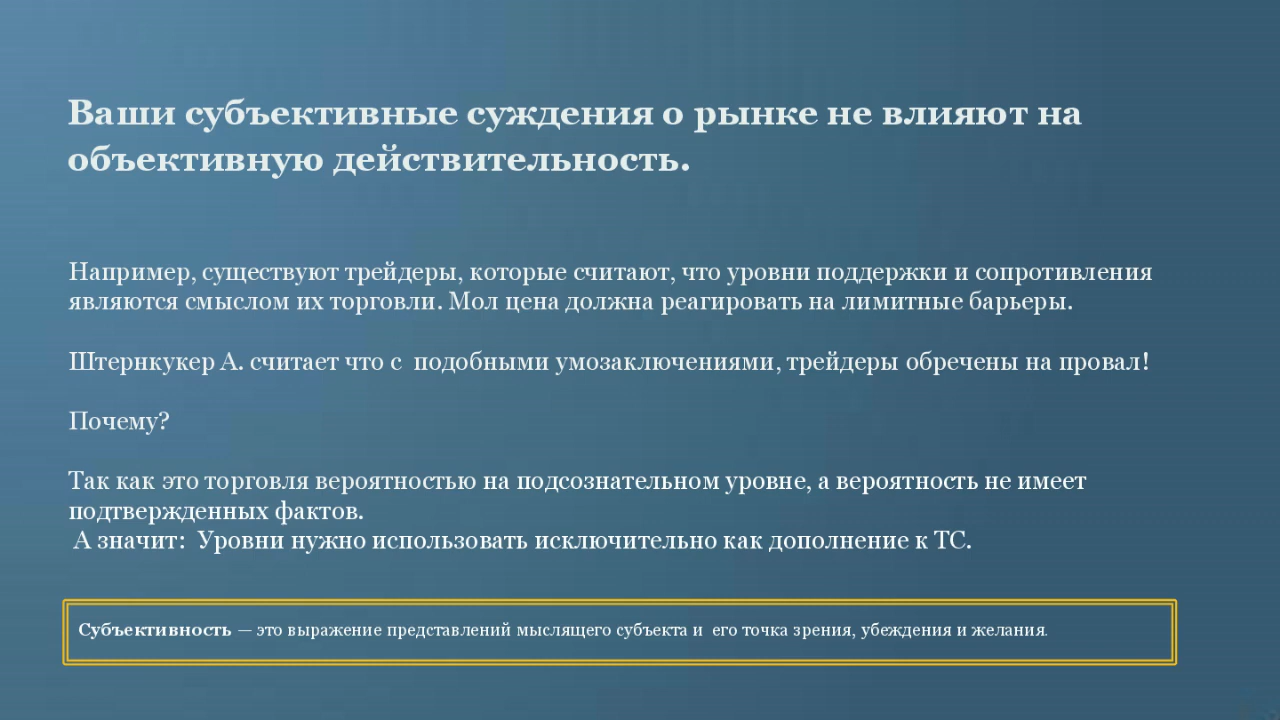 Ваши субъективные суждения о рынке не влияют на
объективную действительность.
Например, существуют трейдеры, которые считают, что уровни поддержки и сопротивления
являются смыслом их торговли. Мол цена должна реагировать на лимитные барьеры.
Штернкукер А. считает что с  подобными умозаключениями, трейдеры обречены на провал!
Почему?
Так как это торговля вероятностью на подсознательном уровне, а вероятность не имеет
подтвержденных фактов.
А значит:  Уровни нужно использовать исключительно как дополнение к ТС.
Субъективность — это выражение представлений мыслящего субъекта и  его точка зрения, убеждения и желания.